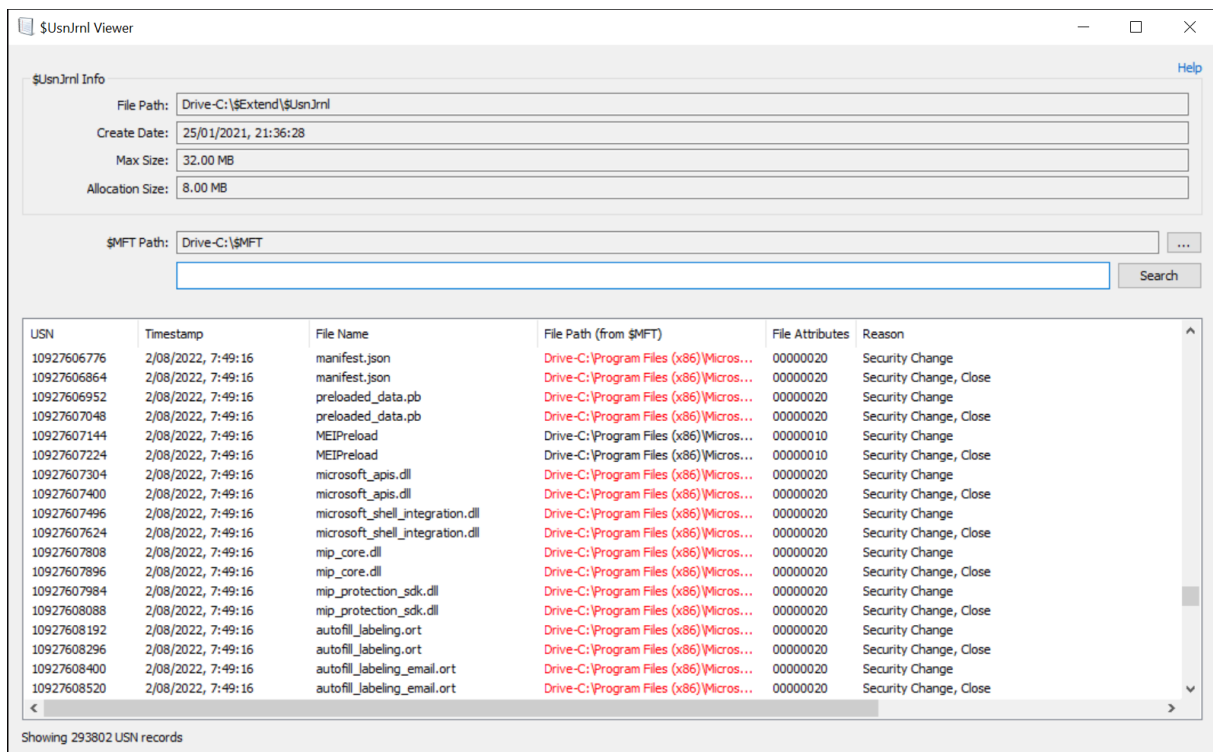 $UsnJrnl Viewer
Help
$UsnJrnl Info
File Path: Drive-C:\$Extend\$UsnJrnl
Create Date: 25/01/2021, 21:36:28
Max Size: 32.00 MB
Allocation Size: 8.00 MB
$MFT Path: Drive-C:\$MFT ...
Search
USN Timestamp File Name File Path (from $MFT) File Attributes Reason
10927606776 2/08/2022, 7:49:16 manifest.json Drive-C:\Program Files (x86)\Micros... 00000020 Security Change
10927606864 2/08/2022, 7:49:16 manifest.json Drive-C:\Program Files (x86)\Micros... 00000020 Security Change, Close
10927606952 2/08/2022, 7:49:16 preloaded_data.pb Drive-C:\Program Files (x86)\Micros... 00000020 Security Change
10927607048 2/08/2022, 7:49:16 preloaded_data.pb Drive-C:\Program Files (x86)\Micros... 00000020 Security Change, Close
10927607144 2/08/2022, 7:49:16 MEIPreload Drive-C:\Program Files (x86)\Micros... 00000010 Security Change
10927607224 2/08/2022, 7:49:16 MEIPreload Drive-C:\Program Files (x86)\Micros... 00000010 Security Change, Close
10927607304 2/08/2022, 7:49:16 microsoft_apis.dll Drive-C:\Program Files (x86)\Micros... 00000020 Security Change
10927607400 2/08/2022, 7:49:16 microsoft_apis.dll Drive-C:\Program Files (x86)\Micros... 00000020 Security Change, Close
10927607496 2/08/2022, 7:49:16 microsoft_shell_integration.dll Drive-C:\Program Files (x86)\Micros... 00000020 Security Change
10927607624 2/08/2022, 7:49:16 microsoft_shell_integration.dll Drive-C:\Program Files (x86)\Micros... 00000020 Security Change, Close
10927607808 2/08/2022, 7:49:16 mip_core.dll Drive-C:\Program Files (x86)\Micros... 00000020 Security Change
10927607896 2/08/2022, 7:49:16 mip_core.dll Drive-C:\Program Files (x86)\Micros... 00000020 Security Change, Close
10927607984 2/08/2022, 7:49:16 mip_protection_sdk.dll Drive-C:\Program Files (x86)\Micros... 00000020 Security Change
10927608088 2/08/2022, 7:49:16 mip_protection_sdk.dll Drive-C:\Program Files (x86)\Micros... 00000020 Security Change, Close
10927608192 2/08/2022, 7:49:16 autofill_labeling.ort Drive-C:\Program Files (x86)\Micros... 00000020 Security Change
10927608296 2/08/2022, 7:49:16 autofill_labeling.ort Drive-C:\Program Files (x86)\Micros... 00000020 Security Change, Close
10927608400 2/08/2022, 7:49:16 autofill_labeling_email.ort Drive-C:\Program Files (x86)\Micros... 00000020 Security Change
10927608520 2/08/2022, 7:49:16 autofill_labeling_email.ort Drive-C:\Program Files (x86)\Micros... 00000020 Security Change, Close
Showing 293802 USN records